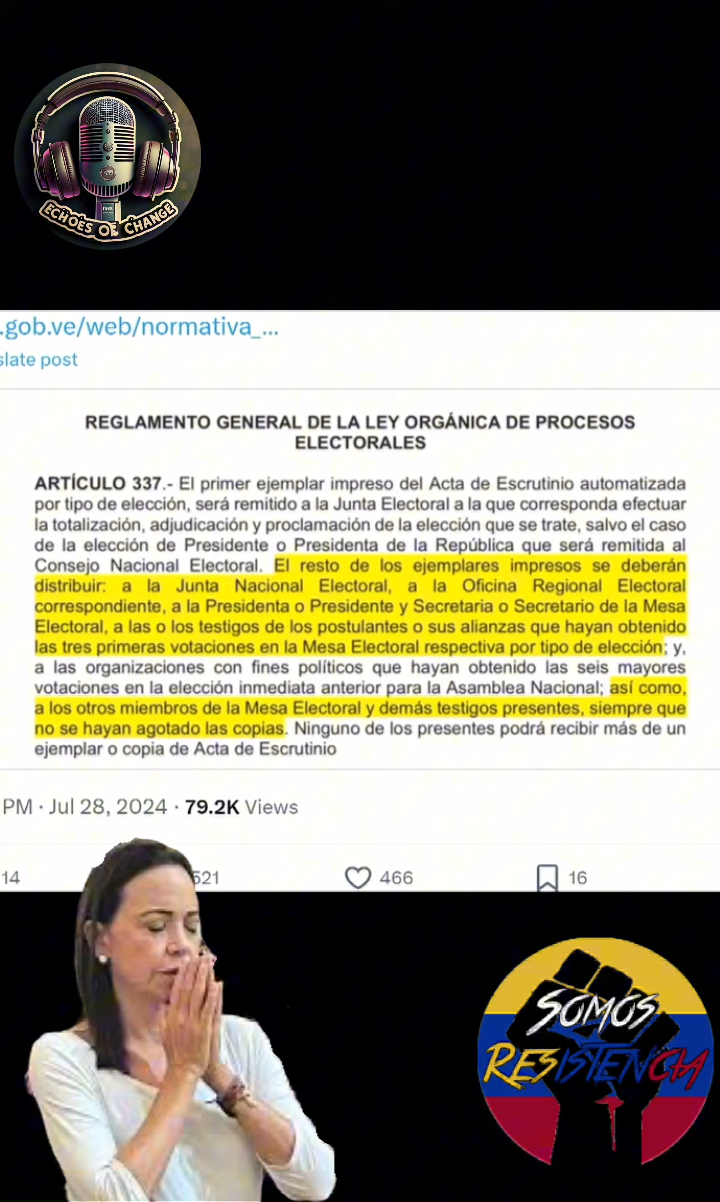 ECHOES OF CHANGE
.gob.ve/web/normativa_...
slate post
REGLAMENTO GENERAL DE LA LEY ORGÁNICA DE PROCESOS
ELECTORALES
ARTÍCULO 337.- El primer ejemplar impreso del Acta de Escrutinio automatizada
por tipo de elección, será remitido a la Junta Electoral a la que corresponda efectuar
la totalización, adjudicación y proclamación de la elección que se trate, salvo el caso
de la elección de Presidente o Presidenta de la República que será remitida al
Consejo Nacional Electoral. El resto de los ejemplares impresos se deberán
distribuir: a la Junta Nacional Electoral, a la Oficina Regional Electoral
correspondiente, a la Presidenta o Presidente y Secretaria o Secretario de la Mesa
Electoral, a las o los testigos de los postulantes o sus alianzas que hayan obtenido
las tres primeras votaciones en la Mesa Electoral respectiva por tipo de elección; y,
a las organizaciones con fines políticos que hayan obtenido las seis mayores
votaciones en la elección inmediata anterior para la Asamblea Nacional; así como,
a los otros miembros de la Mesa Electoral y demás testigos presentes, siempre que
no se hayan agotado las copias. Ninguno de los presentes podrá recibir más de un
ejemplar o copia de Acta de Escrutinio
PM · Jul 28, 2024 · 79.2K Views
14 521 466 16
SOMOS
RESISTENCIA